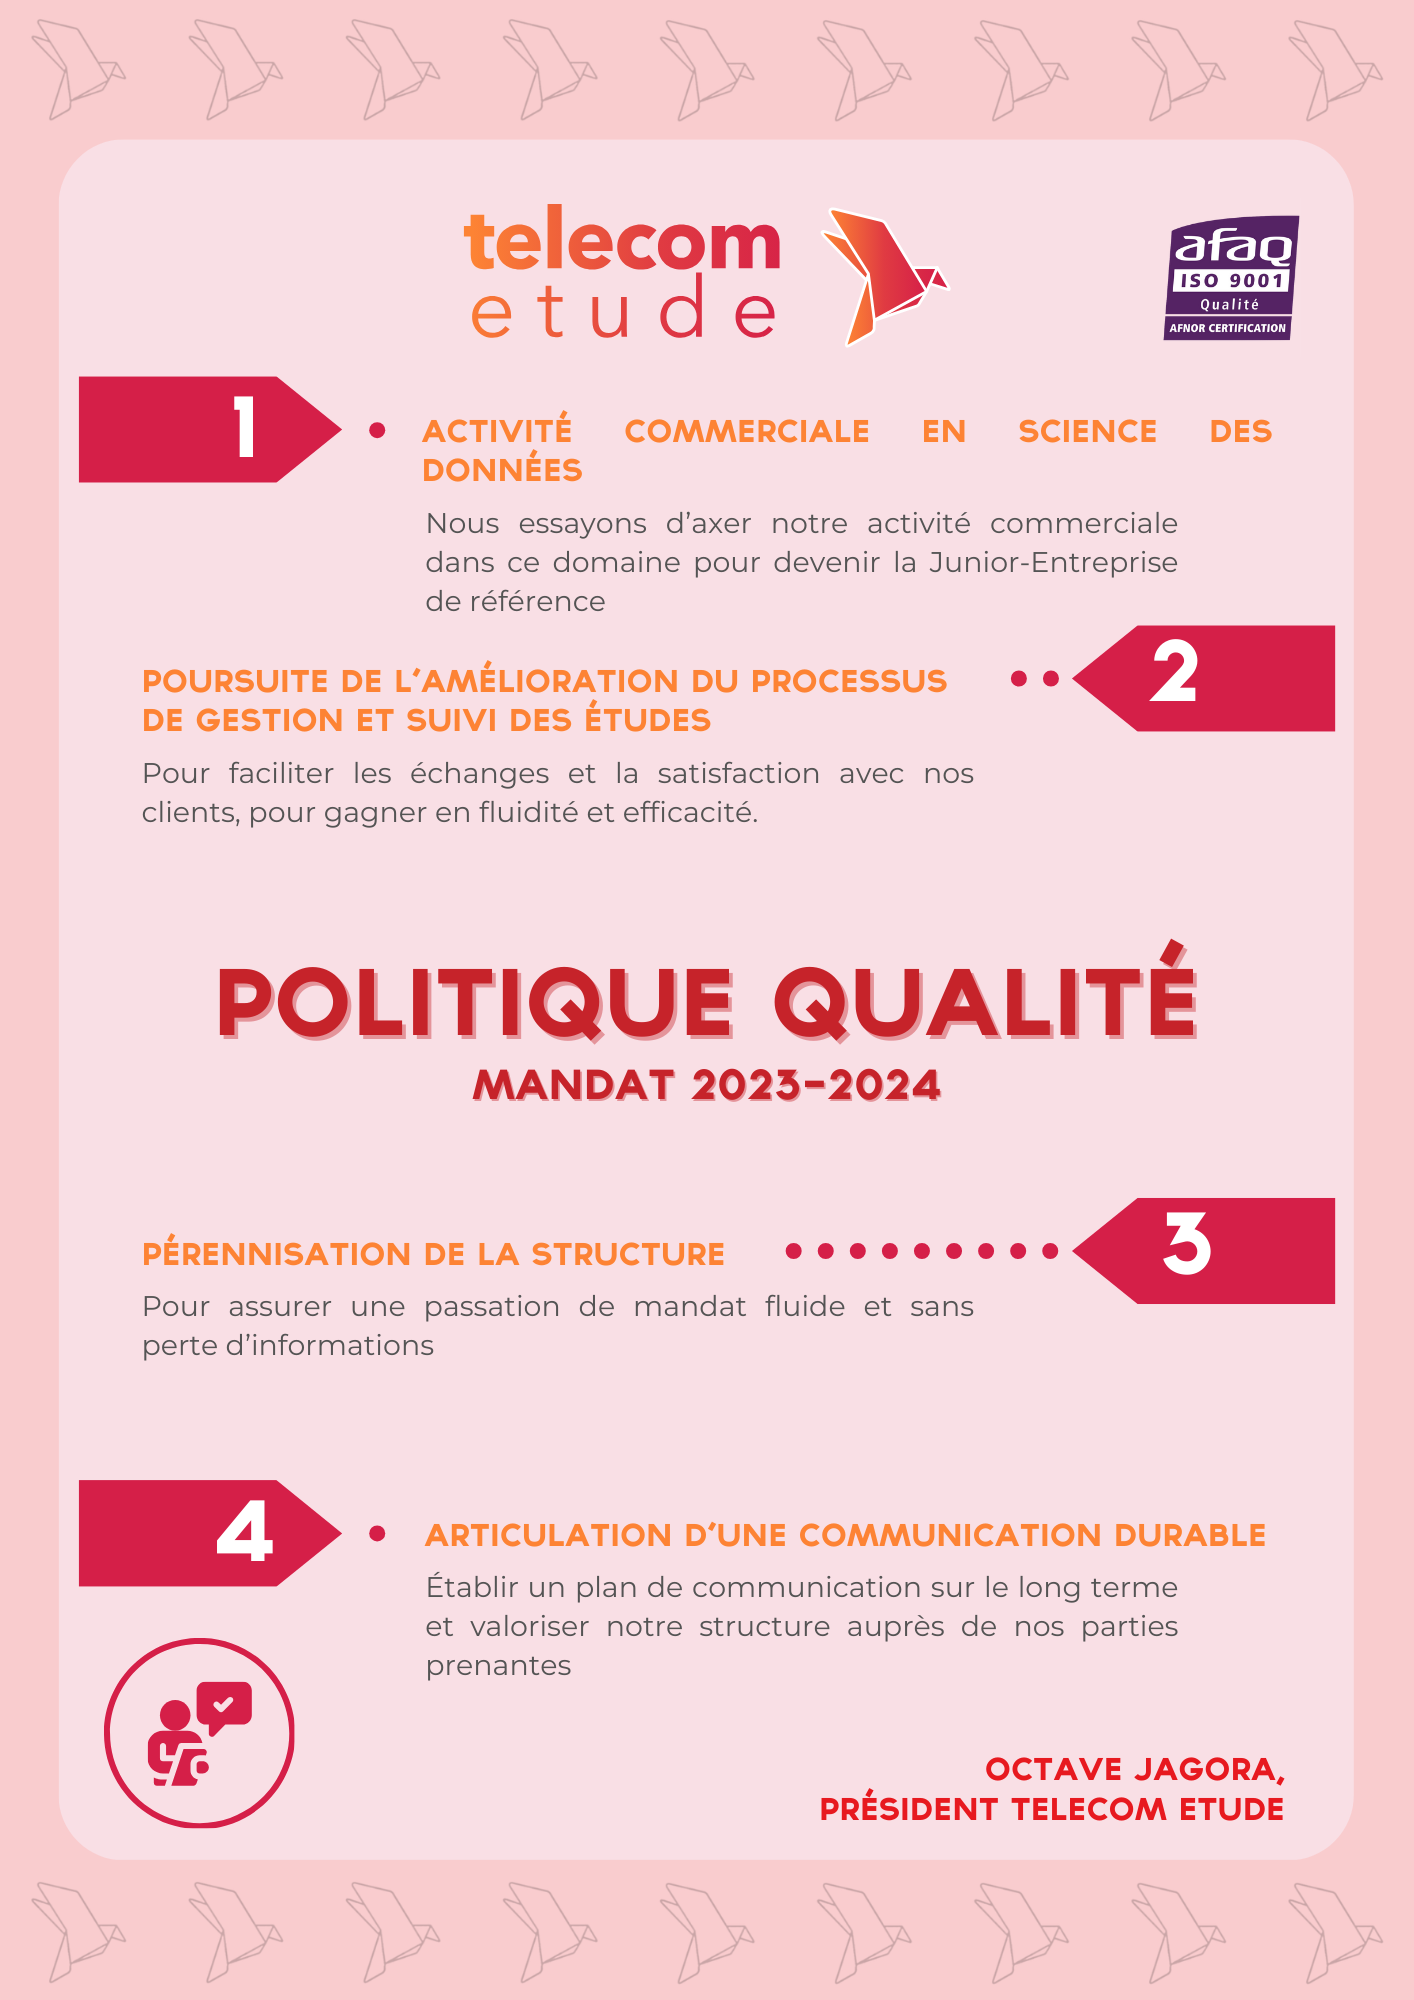 telecom
etude
afaq
ISO 9001
Qualité
AFNOR CERTIFICATION
1
ACTIVITÉ COMMERCIALE EN SCIENCE DES
DONNÉES
Nous essayons d’axer notre activité commerciale
dans ce domaine pour devenir la Junior-Entreprise
de référence
2
POURSUITE DE L’AMÉLIORATION DU PROCESSUS
DE GESTION ET SUIVI DES ÉTUDES
Pour faciliter les échanges et la satisfaction avec nos
clients, pour gagner en fluidité et efficacité.
POLITIQUE QUALITÉ
MANDAT 2023-2024
3
PÉRENNISATION DE LA STRUCTURE
Pour assurer une passation de mandat fluide et sans
perte d’informations
4
ARTICULATION D’UNE COMMUNICATION DURABLE
Établir un plan de communication sur le long terme
et valoriser notre structure auprès de nos parties
prenantes
OCTAVE JAGORA,
PRÉSIDENT TELECOM ETUDE